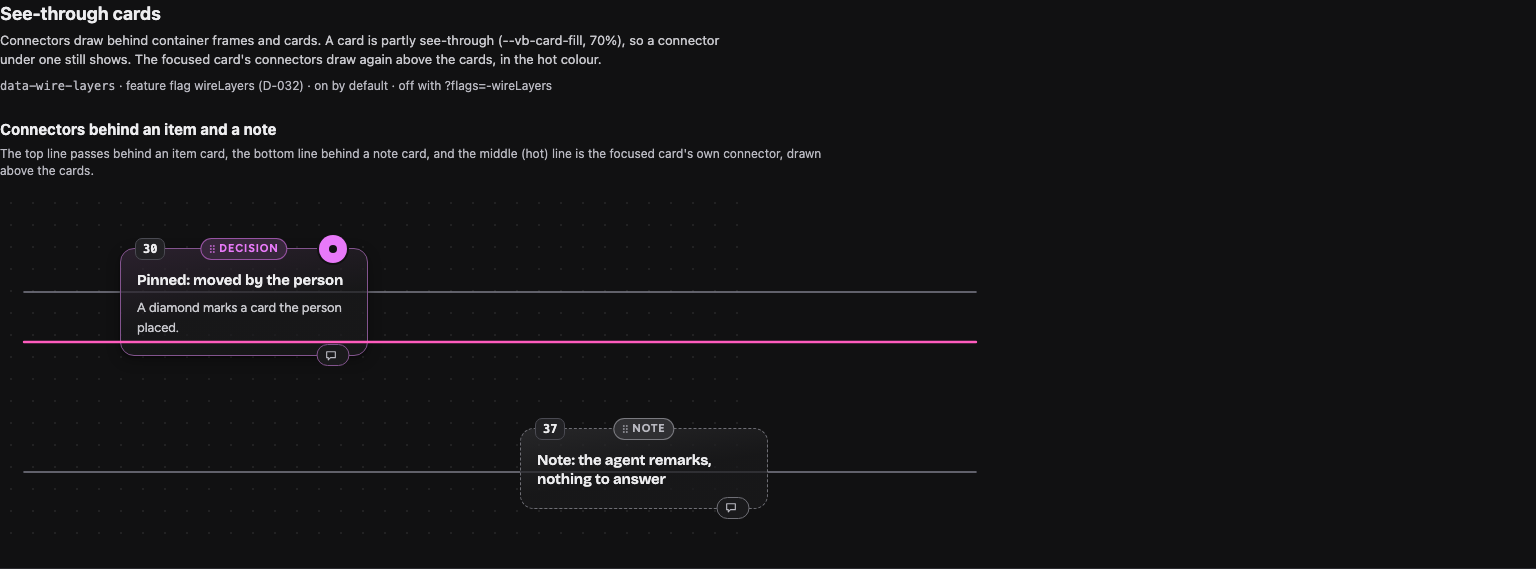 See-through cards
Connectors draw behind container frames and cards. A card is partly see-through (--vb-card-fill, 70%), so a connector
under one still shows. The focused card's connectors draw again above the cards, in the hot colour.
data-wire-layers · feature flag wireLayers (D-032) · on by default · off with ?flags=-wireLayers
Connectors behind an item and a note
The top line passes behind an item card, the bottom line behind a note card, and the middle (hot) line is the focused card's own connector, drawn
above the cards.
30
DECISION
Pinned: moved by the person
A diamond marks a card the person
placed.
37
NOTE
Note: the agent remarks,
nothing to answer